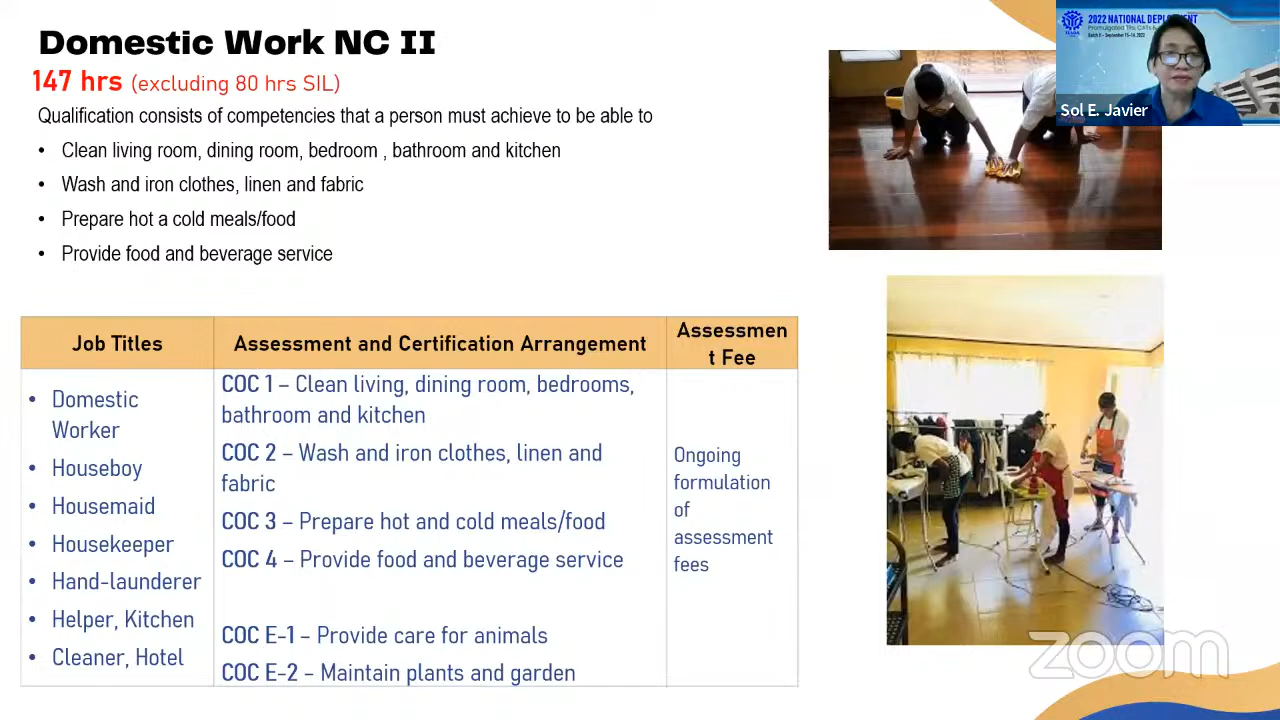 Domestic Work NC II
147 hrs (excluding 80 hrs SIL)
Qualification consists of competencies that a person must achieve to be able to
• Clean living room, dining room, bedroom , bathroom and kitchen
• Wash and iron clothes, linen and fabric
• Prepare hot a cold meals/food
• Provide food and beverage service
2022 NATIONAL DEPLOYMENT
Sol E. Javier
Job Titles
Assessment and Certification Arrangement
Assessmen
t Fee
• Domestic
Worker
• Houseboy
• Housemaid
• Housekeeper
• Hand-launderer
• Helper, Kitchen
• Cleaner, Hotel
COC 1 – Clean living, dining room, bedrooms,
bathroom and kitchen
COC 2 – Wash and iron clothes, linen and
fabric
COC 3 – Prepare hot and cold meals/food
COC 4 – Provide food and beverage service
COC E-1 – Provide care for animals
COC E-2 – Maintain plants and garden
Ongoing
formulation
of
assessment
fees
zoom